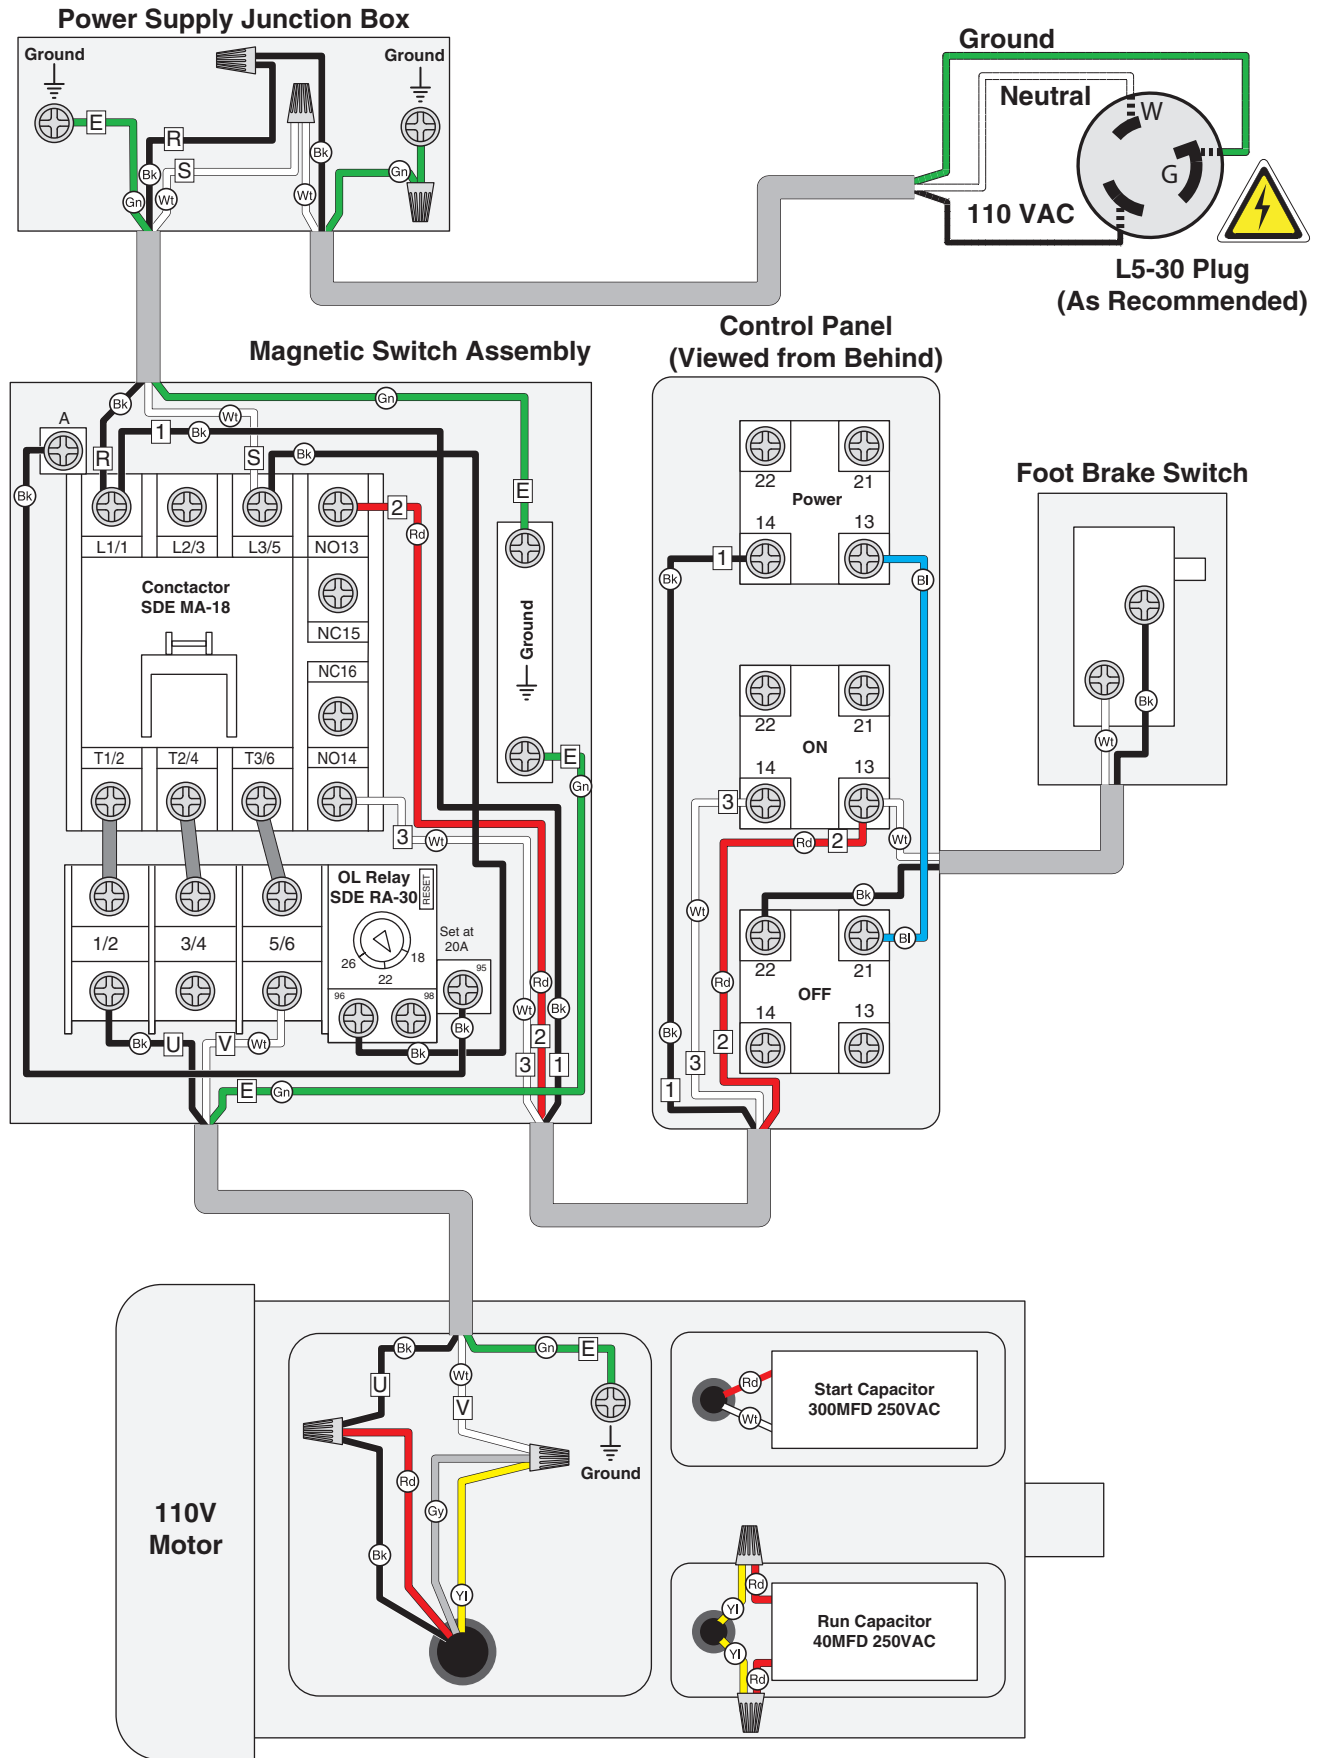 Power Supply Junction Box
Ground
Ground
E
R
S
Bk
Bk
Gn
Wt
Wt
Gn
Ground
Neutral
W
G
110 VAC
L5-30 Plug
(As Recommended)
Magnetic Switch Assembly
A
Bk
Wt
Gn
1
Bk
R
S
Bk
Bk
E
2
Rd
L1/1
L2/3
L3/5
NO13
Conctactor
SDE MA-18
NC15
NC16
Ground
T1/2
T2/4
T3/6
NO14
E
Gn
3
Wt
OL Relay
SDE RA-30
RESET
Set at
20A
26
22
18
1/2
3/4
5/6
95
96
98
Bk
U
V
Wt
Bk
Bk
Rd
Wt
Bk
2
3
1
E
Gn
Control Panel
(Viewed from Behind)
22
21
Power
14
13
1
Bk
Bl
22
21
ON
14
13
3
Rd
2
Wt
Bk
Wt
Bl
22
21
OFF
14
13
Rd
Bk
2
3
1
Foot Brake Switch
Bk
Wt
110V
Motor
Bk
Gn
E
U
Wt
V
Ground
Rd
Gy
Bk
Yl
Rd
Wt
Start Capacitor
300MFD 250VAC
Rd
Yl
Yl
Rd
Run Capacitor
40MFD 250VAC